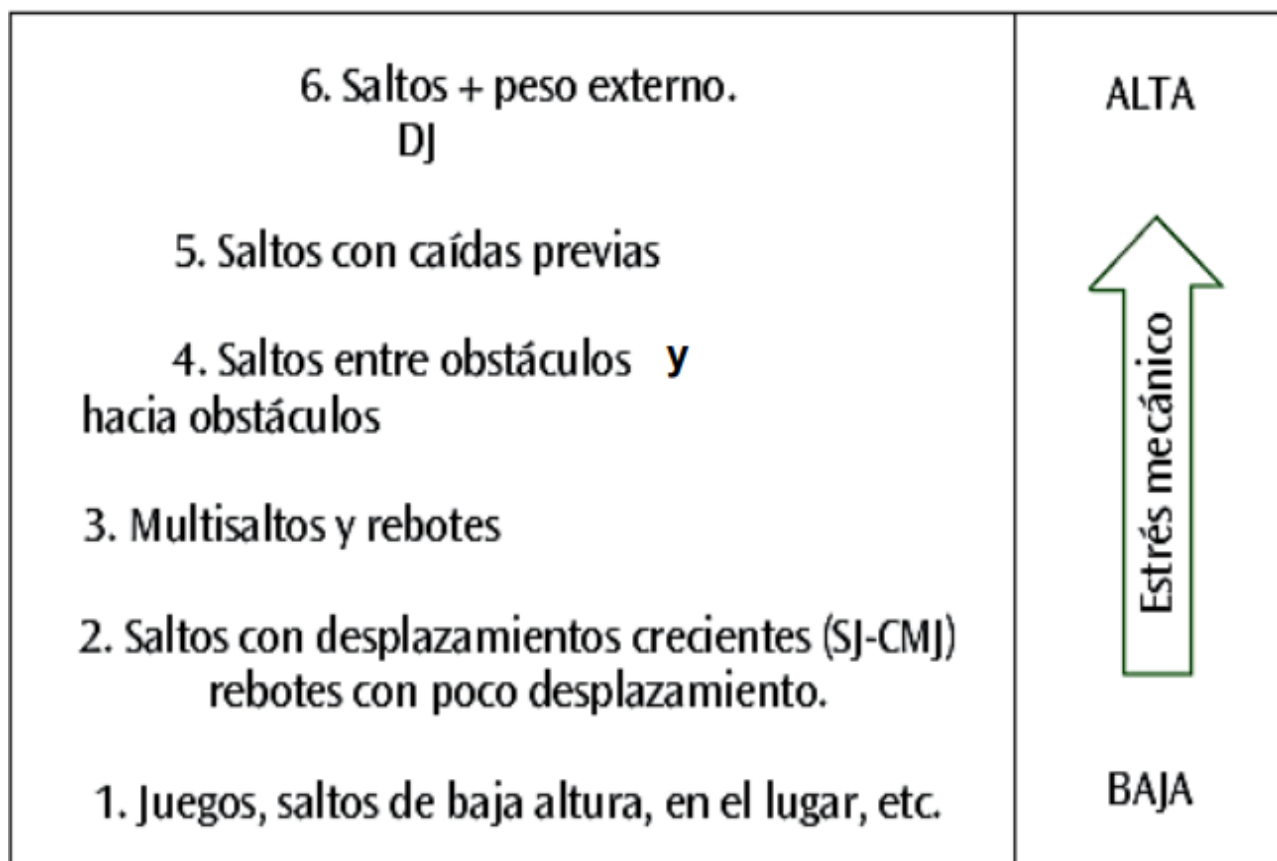 6. Saltos + peso externo.
DJ
ALTA
5. Saltos con caídas previas
4. Saltos entre obstáculos y
hacia obstáculos
3. Multisaltos y rebotes
Estrés mecánico
2. Saltos con desplazamientos crecientes (SJ-CMJ)
rebotes con poco desplazamiento.
1. Juegos, saltos de baja altura, en el lugar, etc.
BAJA